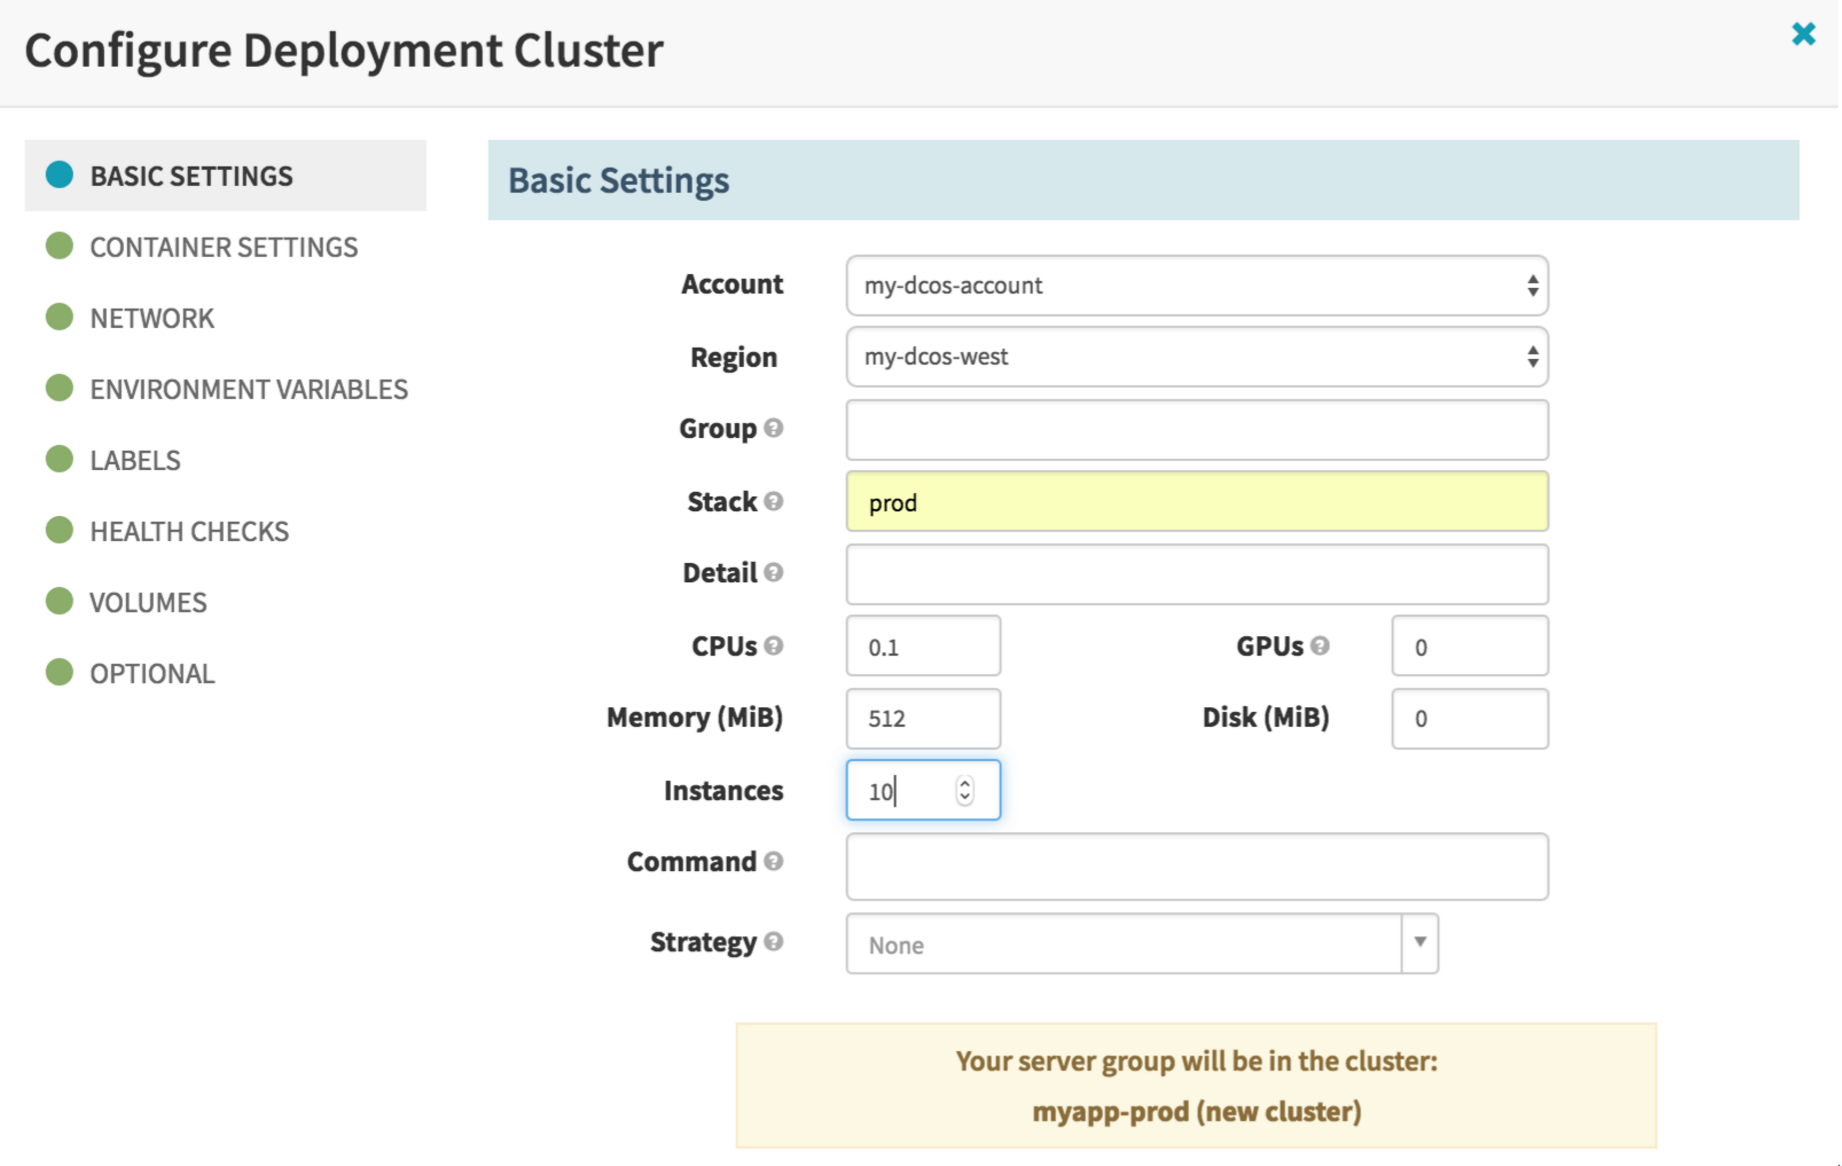 Configure Deployment Cluster
BASIC SETTINGS
CONTAINER SETTINGS
NETWORK
ENVIRONMENT VARIABLES
LABELS
HEALTH CHECKS
VOLUMES
OPTIONAL
Basic Settings
Account my-dcos-account
Region my-dcos-west
Group
Stack prod
Detail
CPUs 0.1 GPUs 0
Memory (MiB) 512 Disk (MiB) 0
Instances 10
Command
Strategy None
Your server group will be in the cluster:
myapp-prod (new cluster)